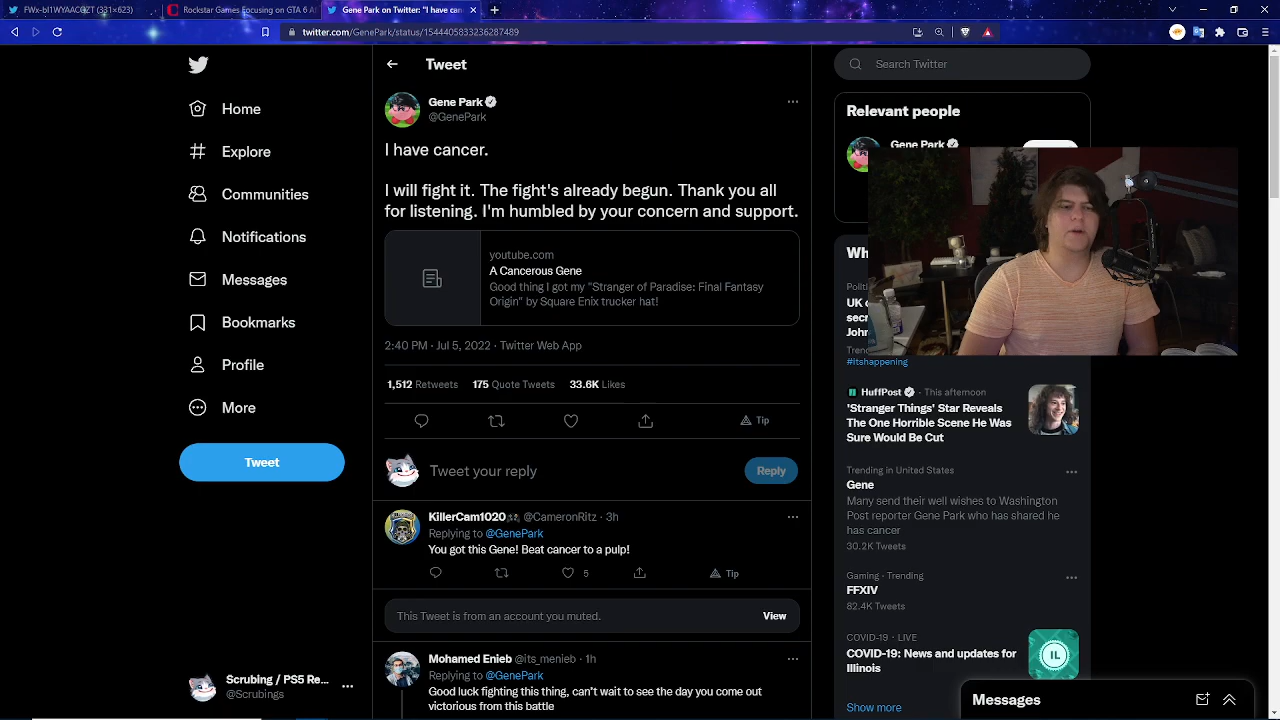 FWx-bl1WYAAC0ZT (331×623)
Rockstar Games Focusing on GTA 6 A
Gene Park on Twitter: "I have can
twitter.com/GenePark/status/1544405833236287489
Home
Explore
Communities
Notifications
Messages
Bookmarks
Profile
More
Tweet
Scrubing / PS5 Re...
@Scrubings
Tweet
Gene Park
@GenePark
I have cancer.
I will fight it. The fight's already begun. Thank you all
for listening. I'm humbled by your concern and support.
youtube.com
A Cancerous Gene
Good thing I got my "Stranger of Paradise: Final Fantasy
Origin" by Square Enix trucker hat!
2:40 PM · Jul 5, 2022 · Twitter Web App
1,512 Retweets 175 Quote Tweets 33.6K Likes
Tip
Tweet your reply
Reply
KillerCam1020 @CameronRitz · 3h
Replying to @GenePark
You got this Gene! Beat cancer to a pulp!
5
Tip
This Tweet is from an account you muted.
View
Mohamed Enieb @its_menieb · 1h
Replying to @GenePark
Good luck fighting this thing, can't wait to see the day you come out
victorious from this battle
Search Twitter
Relevant people
Gene Park
Wh
UK
secr
John
Trend
#itshappening
HuffPost · This afternoon
'Stranger Things' Star Reveals
The One Horrible Scene He Was
Sure Would Be Cut
Trending in United States
Gene
Many send their well wishes to Washington
Post reporter Gene Park who has shared he
has cancer
30.2K Tweets
Gaming · Trending
FFXIV
82.4K Tweets
COVID-19 · LIVE
COVID-19: News and updates for
Illinois
IL
Show more
Messages